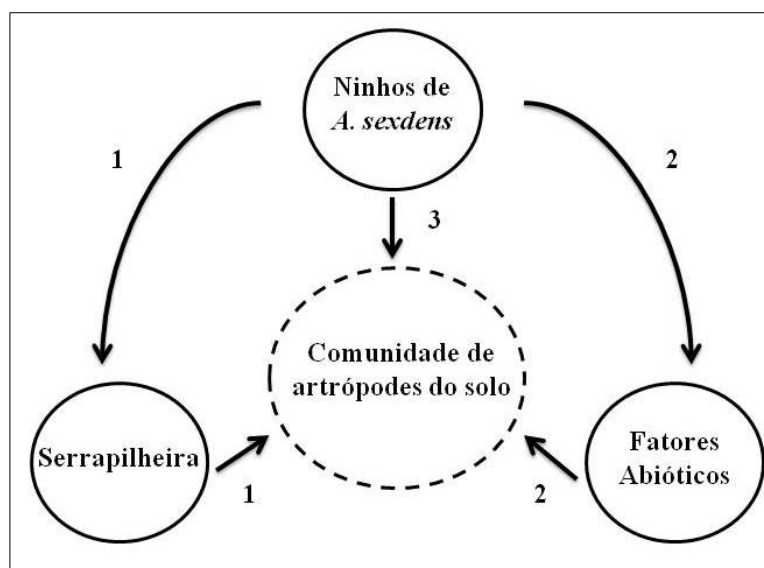 Ninhos de
A. sexdens
1
2
3
Comunidade de
artrópodes do solo
Serrapilheira
Fatores
Abióticos
1
2